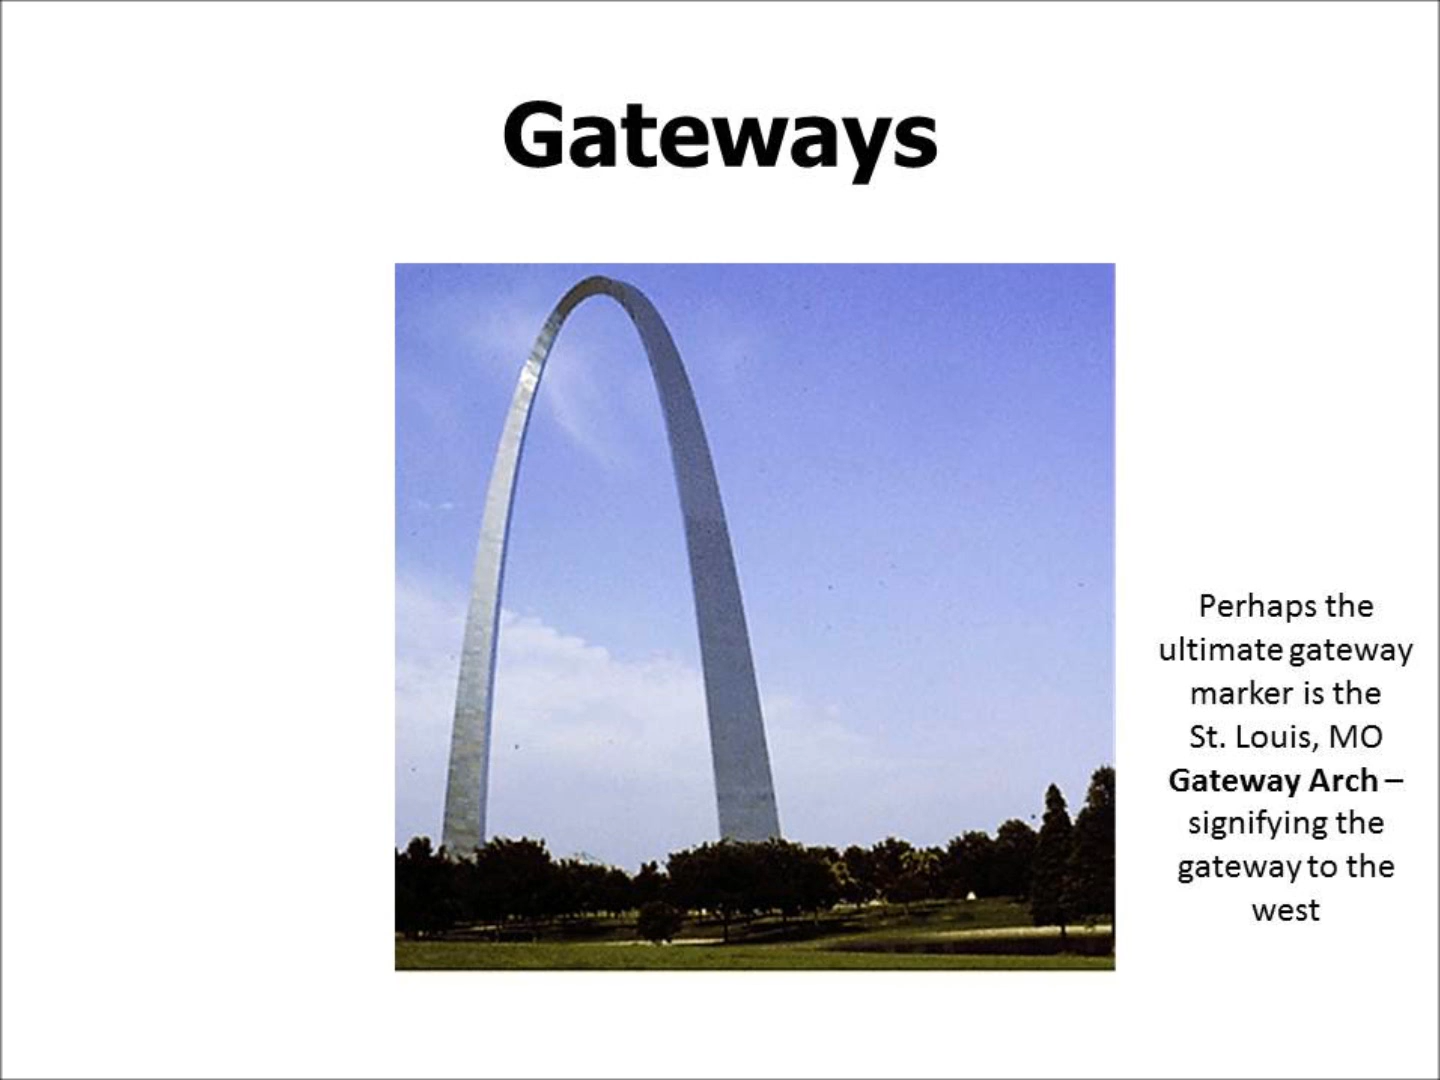 Gateways
Perhaps the
ultimate gateway
marker is the
St. Louis, MO
Gateway Arch –
signifying the
gateway to the
west